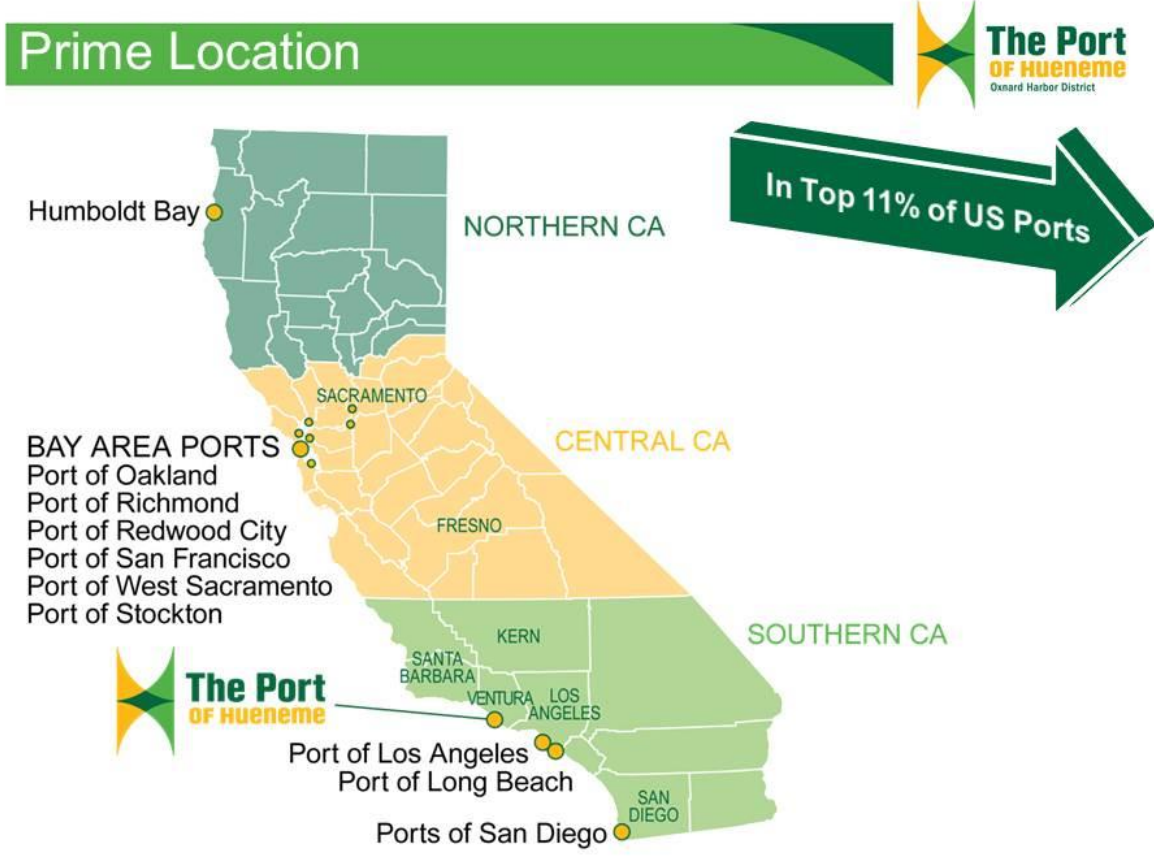 Prime Location
The Port
OF HUENEME
Oxnard Harbor District
In Top 11% of US Ports
Humboldt Bay
NORTHERN CA
SACRAMENTO
CENTRAL CA
BAY AREA PORTS
Port of Oakland
Port of Richmond
Port of Redwood City
Port of San Francisco
Port of West Sacramento
Port of Stockton
FRESNO
SOUTHERN CA
KERN
SANTA
BARBARA
VENTURA
LOS
ANGELES
The Port
OF HUENEME
Port of Los Angeles
Port of Long Beach
SAN
DIEGO
Ports of San Diego